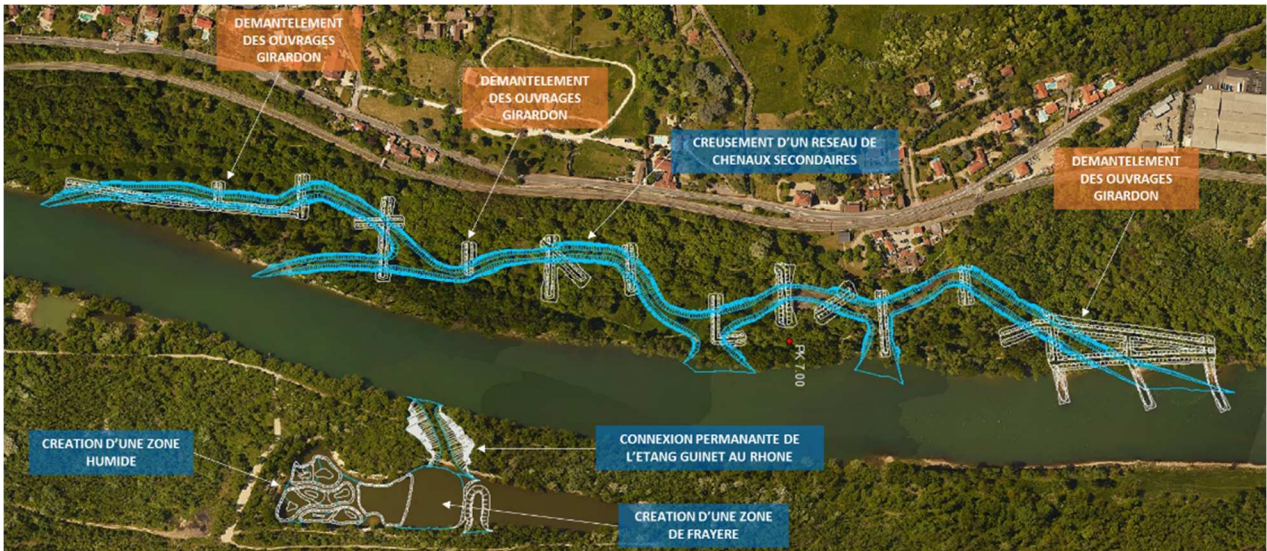 DEMANTELEMENT
DES OUVRAGES
GIRARDON
DEMANTELEMENT
DES OUVRAGES
GIRARDON
CREUSEMENT D'UN RESEAU DE
CHENAUX SECONDAIRES
DEMANTELEMENT
DES OUVRAGES
GIRARDON
PK 7.00
CREATION D'UNE ZONE
HUMIDE
CONNEXION PERMANANTE DE
L'ETANG GUINET AU RHONE
CREATION D'UNE ZONE
DE FRAYERE